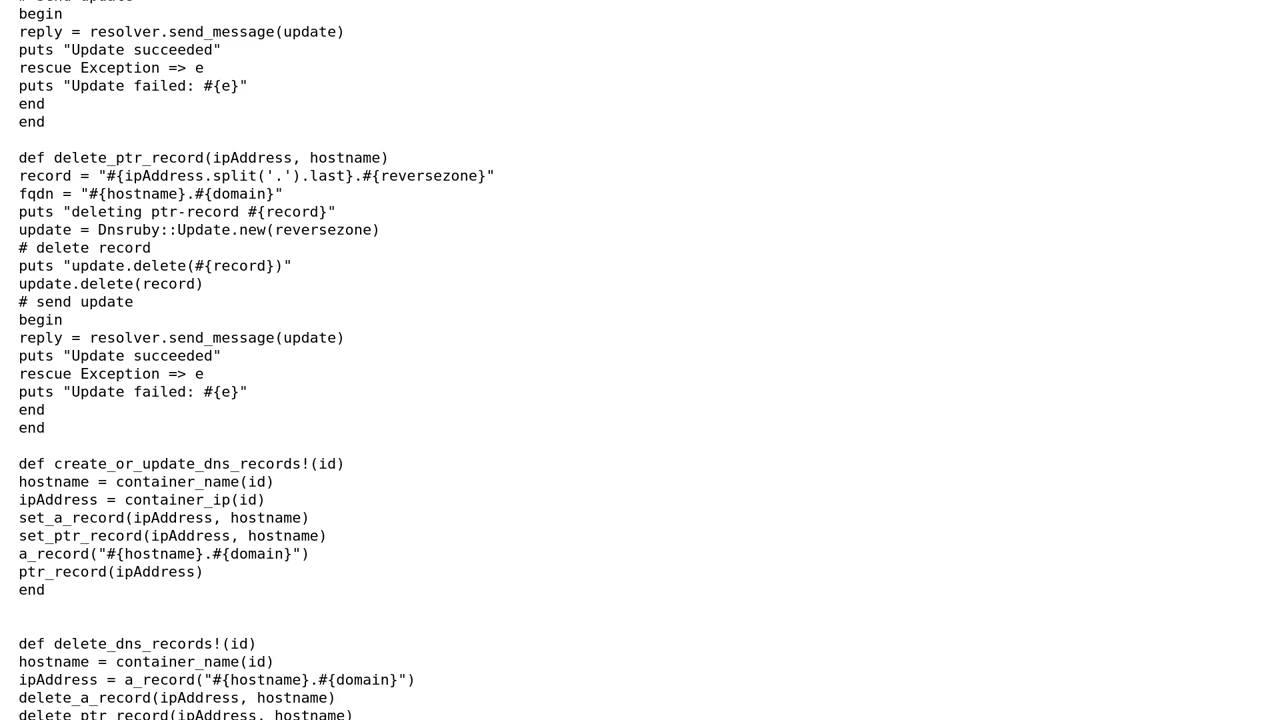 # send update
begin
reply = resolver.send_message(update)
puts "Update succeeded"
rescue Exception => e
puts "Update failed: #{e}"
end
end
def delete_ptr_record(ipAddress, hostname)
record = "#{ipAddress.split('.').last}.#{reversezone}"
fqdn = "#{hostname}.#{domain}"
puts "deleting ptr-record #{record}"
update = Dnsruby::Update.new(reversezone)
# delete record
puts "update.delete(#{record})"
update.delete(record)
# send update
begin
reply = resolver.send_message(update)
puts "Update succeeded"
rescue Exception => e
puts "Update failed: #{e}"
end
end
def create_or_update_dns_records!(id)
hostname = container_name(id)
ipAddress = container_ip(id)
set_a_record(ipAddress, hostname)
set_ptr_record(ipAddress, hostname)
a_record("#{hostname}.#{domain}")
ptr_record(ipAddress)
end
def delete_dns_records!(id)
hostname = container_name(id)
ipAddress = a_record("#{hostname}.#{domain}")
delete_a_record(ipAddress, hostname)
delete_ptr_record(ipAddress, hostname)